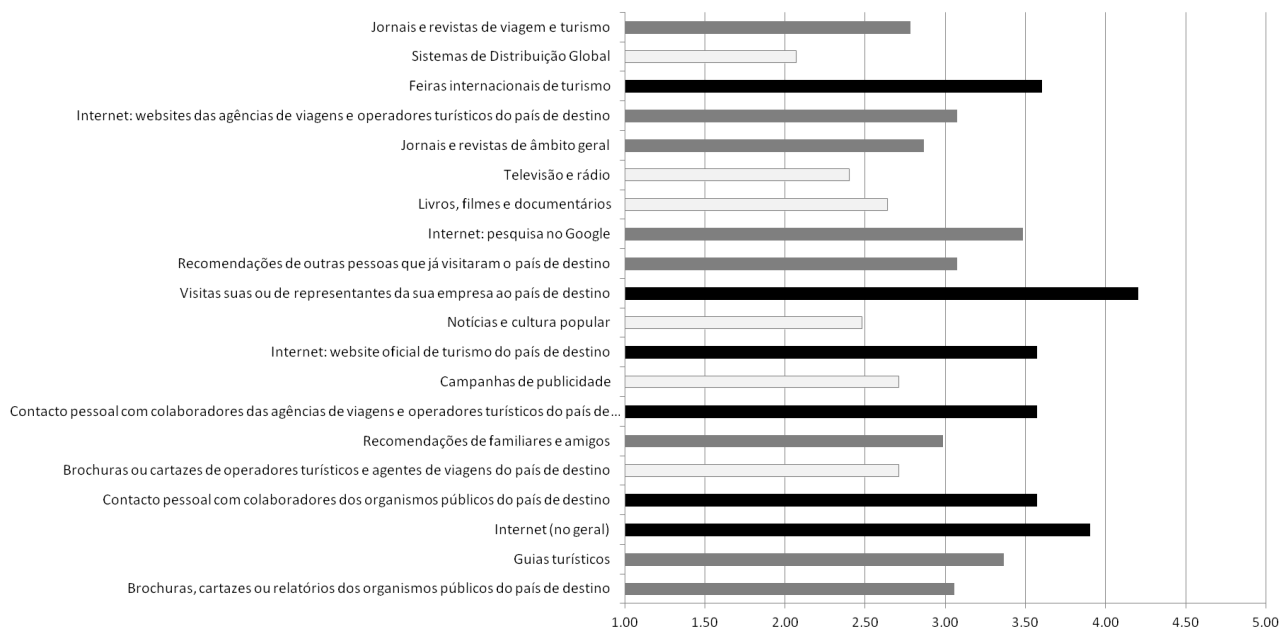 Jornais e revistas de viagem e turismo
Sistemas de Distribuição Global
Feiras internacionais de turismo
Internet: websites das agências de viagens e operadores turísticos do país de destino
Jornais e revistas de âmbito geral
Televisão e rádio
Livros, filmes e documentários
Internet: pesquisa no Google
Recomendações de outras pessoas que já visitaram o país de destino
Visitas suas ou de representantes da sua empresa ao país de destino
Notícias e cultura popular
Internet: website oficial de turismo do país de destino
Campanhas de publicidade
Contacto pessoal com colaboradores das agências de viagens e operadores turísticos do país de...
Recomendações de familiares e amigos
Brochuras ou cartazes de operadores turísticos e agentes de viagens do país de destino
Contacto pessoal com colaboradores dos organismos públicos do país de destino
Internet (no geral)
Guias turísticos
Brochuras, cartazes ou relatórios dos organismos públicos do país de destino
1.00 1.50 2.00 2.50 3.00 3.50 4.00 4.50 5.00